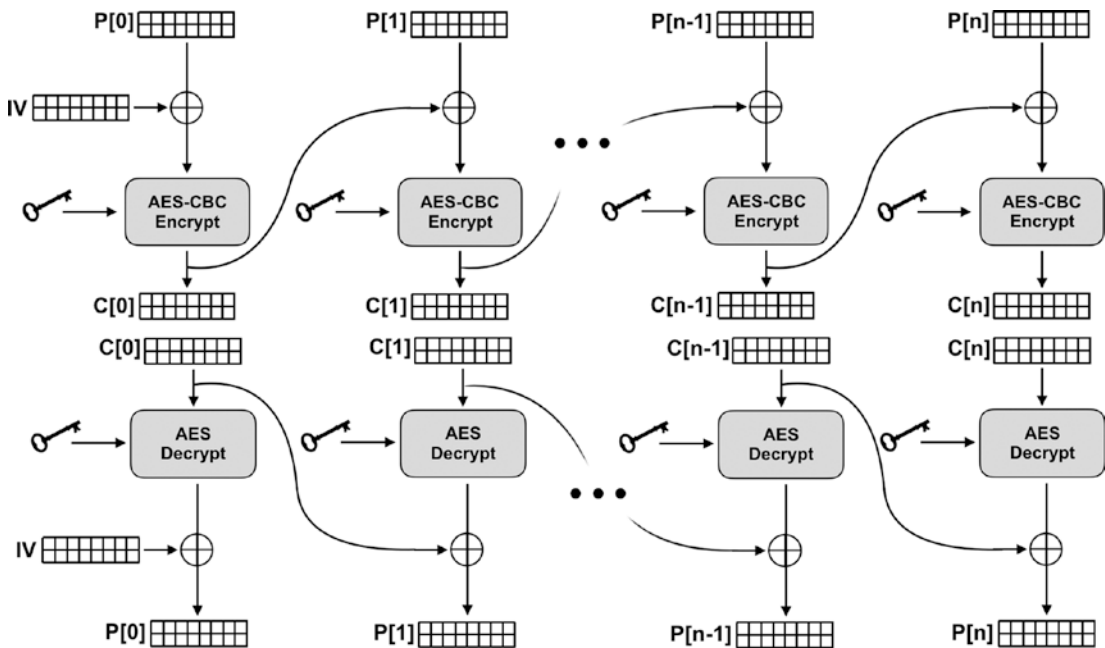 P[0] P[1] P[n-1] P[n]
IV
AES-CBC Encrypt AES-CBC Encrypt AES-CBC Encrypt AES-CBC Encrypt
C[0] C[1] C[n-1] C[n]
C[0] C[1] C[n-1] C[n]
AES Decrypt AES Decrypt AES Decrypt AES Decrypt
IV
P[0] P[1] P[n-1] P[n]